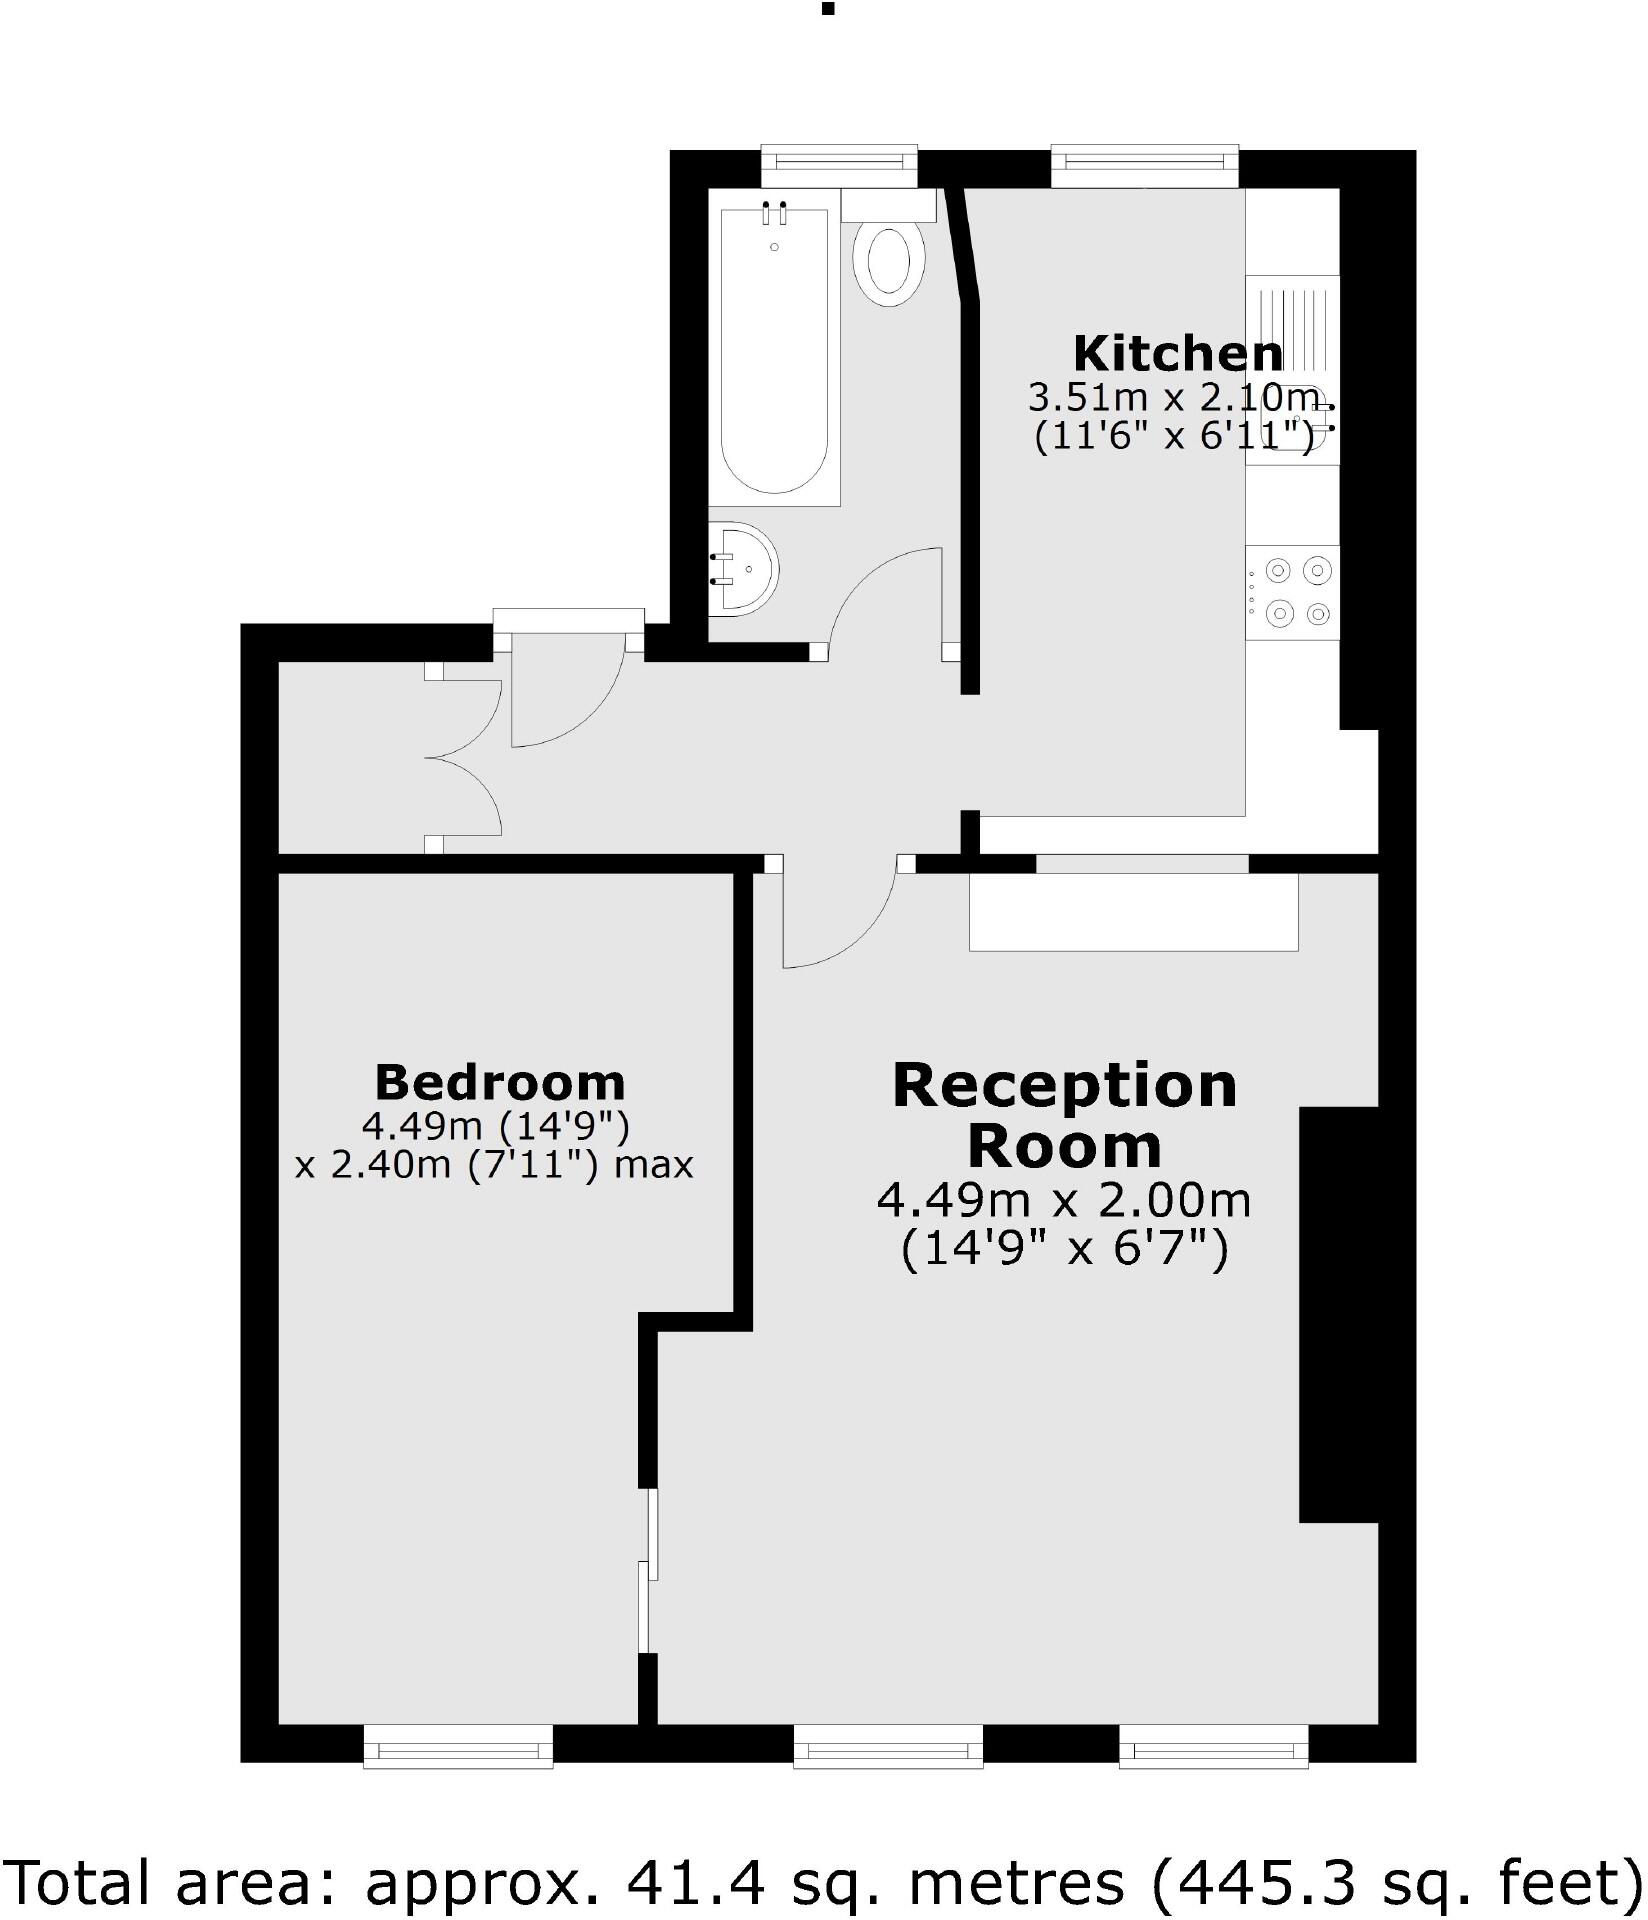 Kitchen
3.51m x 2.10m
(11'6" x 6'11")
Bedroom
4.49m (14'9")
x 2.40m (7'11") max
Reception
Room
4.49m x 2.00m
(14'9" x 6'7")
Total area: approx. 41.4 sq. metres (445.3 sq. feet)